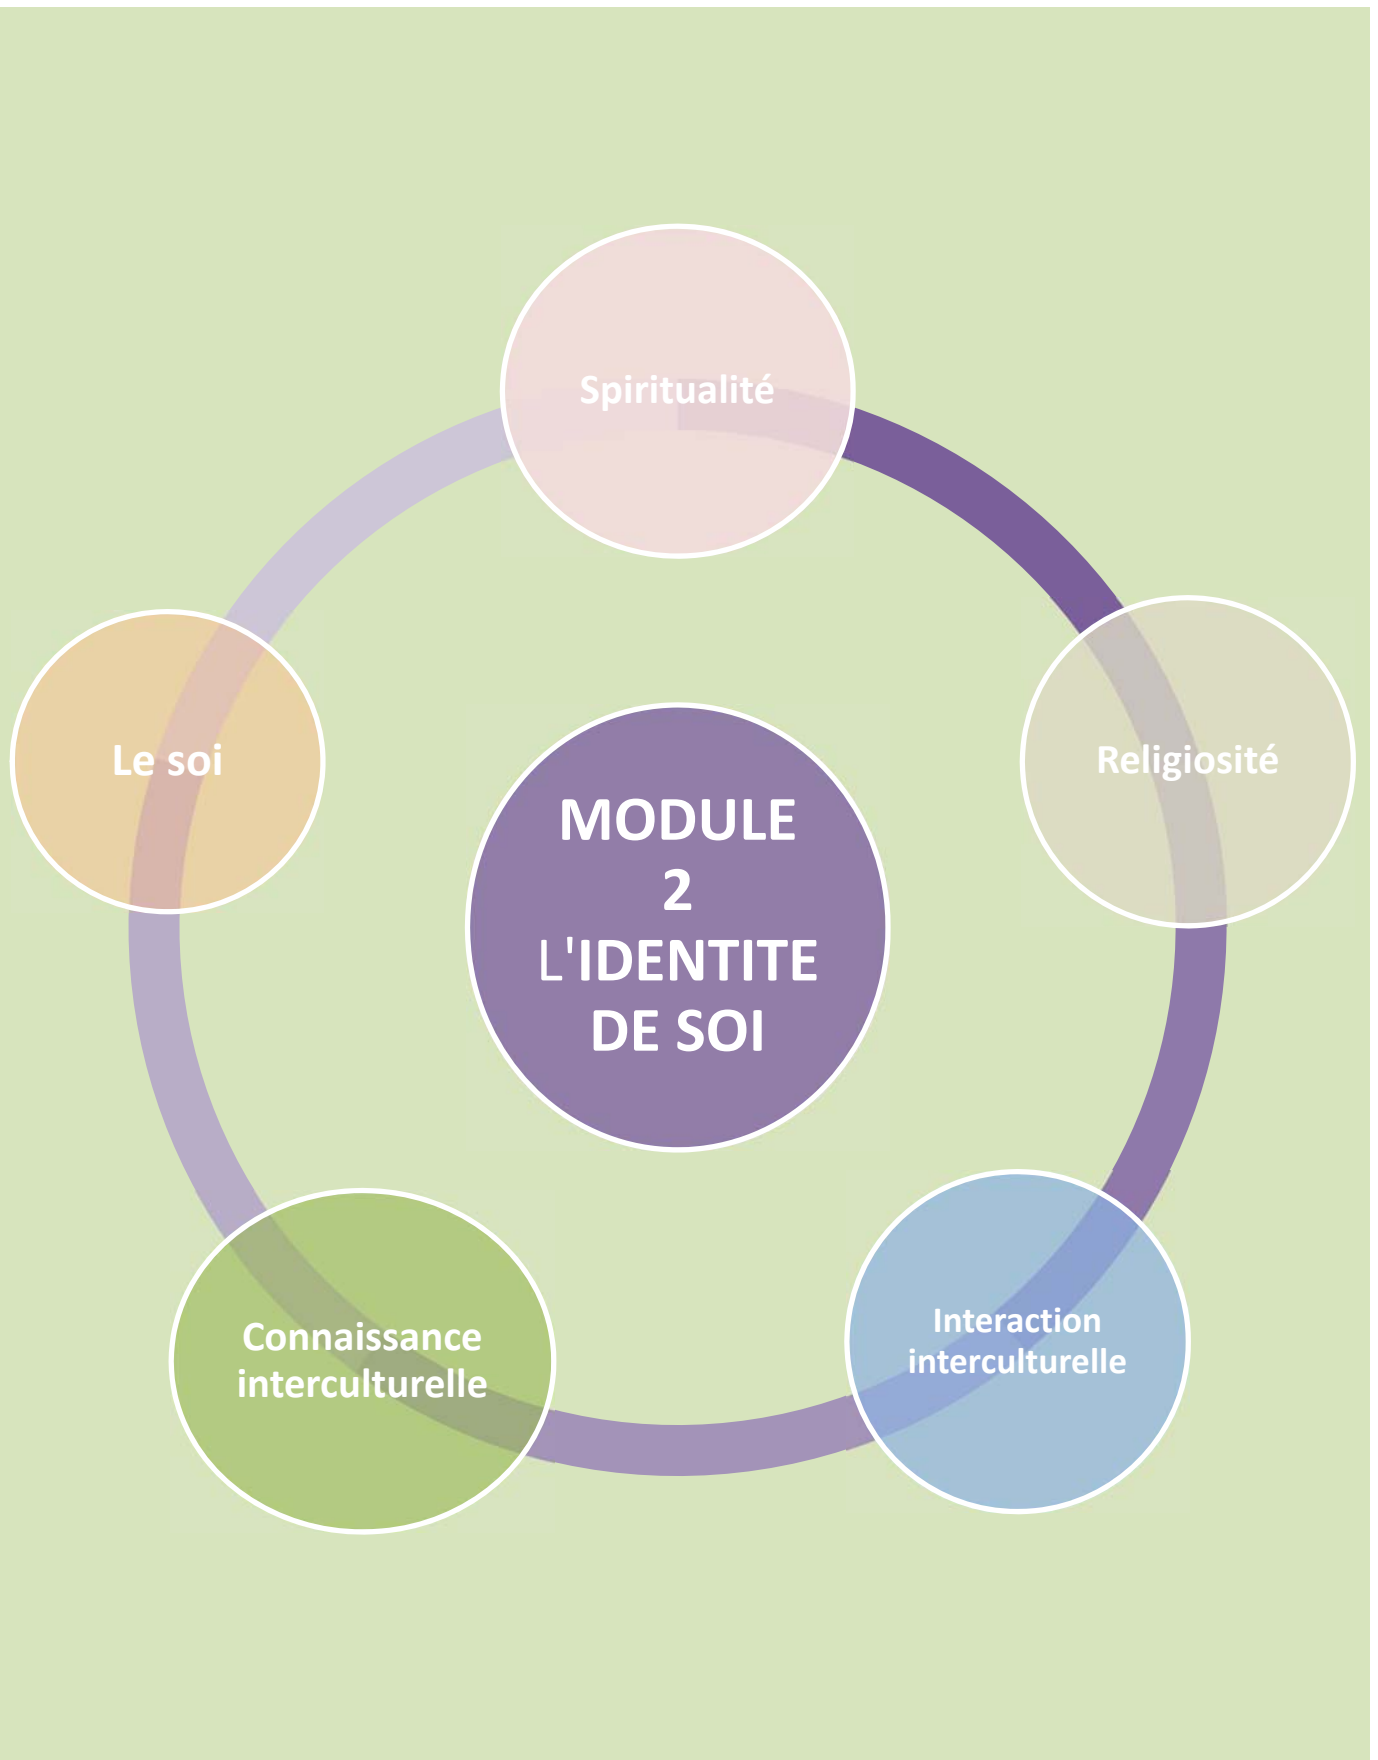 Spiritualité
Le soi
Religiosité
MODULE
2
L'IDENTITE
DE SOI
Connaissance
interculturelle
Interaction
interculturelle